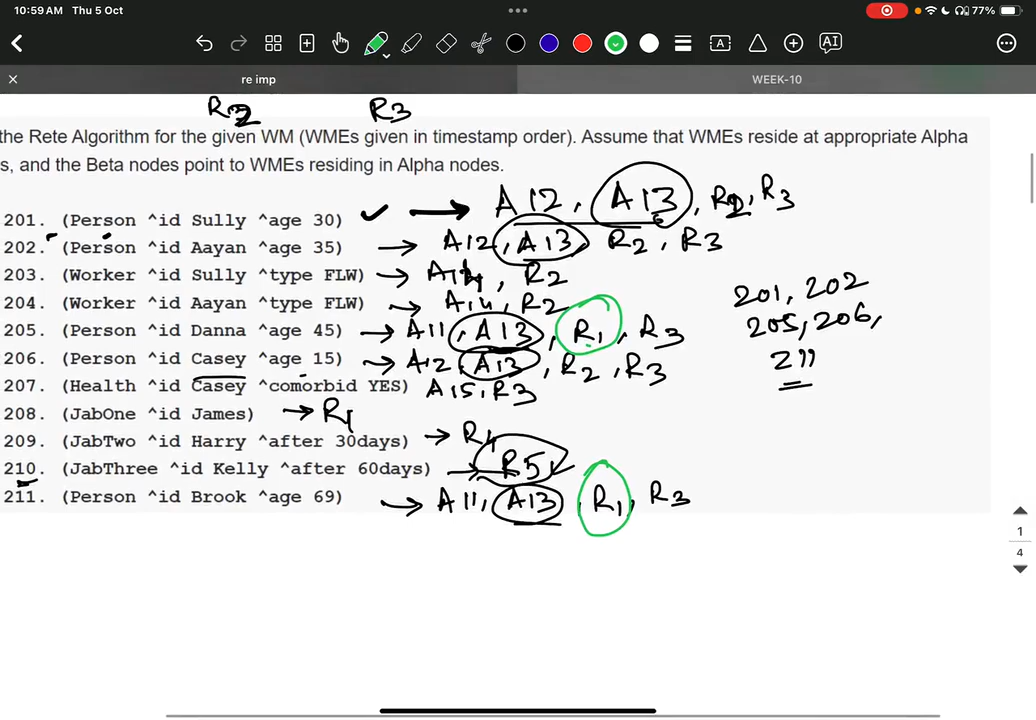 10:59 AM Thu 5 Oct
77%
A
AI
re imp
WEEK-10
R2 R3
the Rete Algorithm for the given WM (WMEs given in timestamp order). Assume that WMEs reside at appropriate Alpha
s, and the Beta nodes point to WMEs residing in Alpha nodes.
201. (Person ^id Sully ^age 30) ✓ → A12, A13, R2, R3
202. (Person ^id Aayan ^age 35) → A12, A13, R2, R3
203. (Worker ^id Sully ^type FLW) → A14, R2
204. (Worker ^id Aayan ^type FLW) → A14, R2
205. (Person ^id Danna ^age 45) → A11, A13, R1, R3
206. (Person ^id Casey ^age 15) → A12, A13, R2, R3
207. (Health ^id Casey ^comorbid YES) A15, R3
208. (JabOne ^id James) → R4
209. (JabTwo ^id Harry ^after 30days) → R4
210. (JabThree ^id Kelly ^after 60days) → R5
211. (Person ^id Brook ^age 69) → A11, A13, R1, R3
201, 202
205, 206,
211
1
4